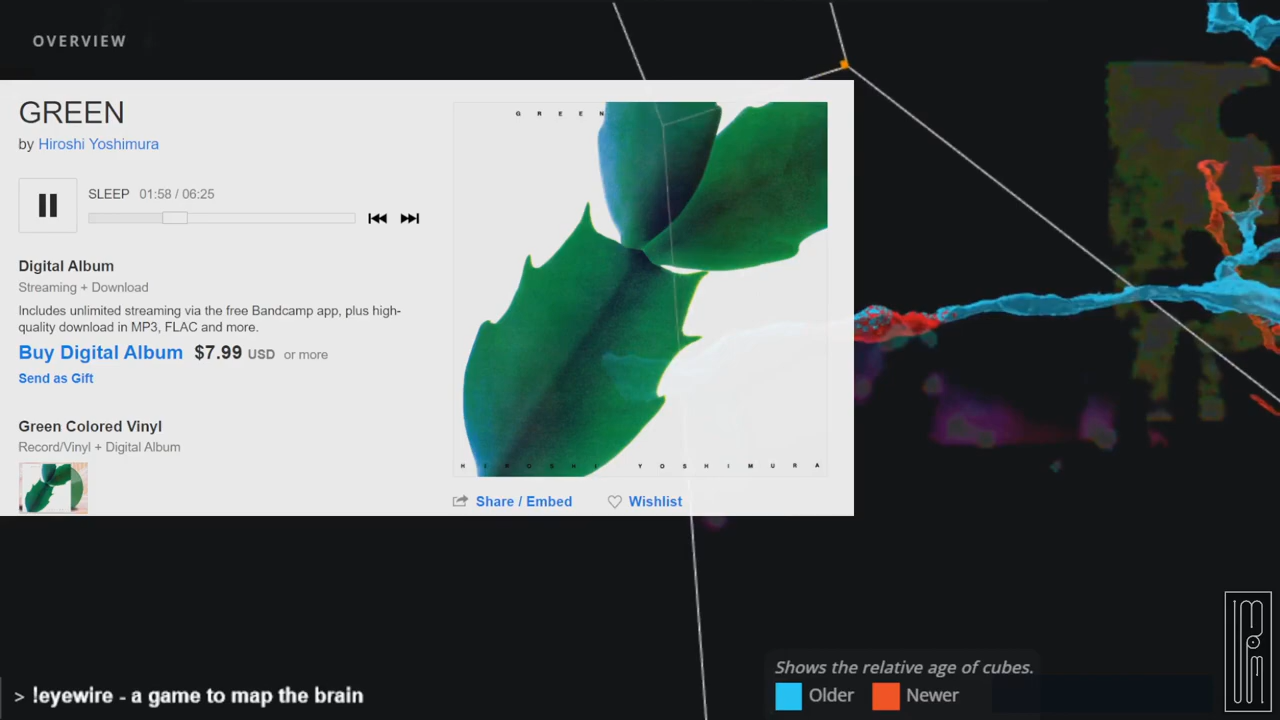 OVERVIEW
GREEN
by Hiroshi Yoshimura
SLEEP 01:58 / 06:25
Digital Album
Streaming + Download
Includes unlimited streaming via the free Bandcamp app, plus high-
quality download in MP3, FLAC and more.
Buy Digital Album $7.99 USD or more
Send as Gift
Green Colored Vinyl
Record/Vinyl + Digital Album
G R E E N
H I R O S H I Y O S H I M U R A
Share / Embed
Wishlist
Shows the relative age of cubes.
Older Newer
> !eyewire - a game to map the brain